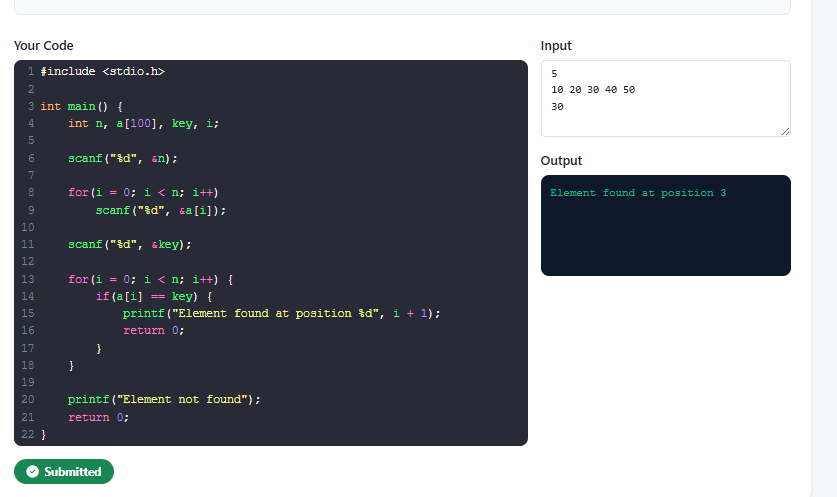 Your Code
1 #include <stdio.h>
2
3 int main() {
4     int n, a[100], key, i;
5
6     scanf("%d", &n);
7
8     for(i = 0; i < n; i++)
9         scanf("%d", &a[i]);
10
11     scanf("%d", &key);
12
13     for(i = 0; i < n; i++) {
14         if(a[i] == key) {
15             printf("Element found at position %d", i + 1);
16             return 0;
17         }
18     }
19
20     printf("Element not found");
21     return 0;
22 }
Submitted
Input
5
10 20 30 40 50
30
Output
Element found at position 3